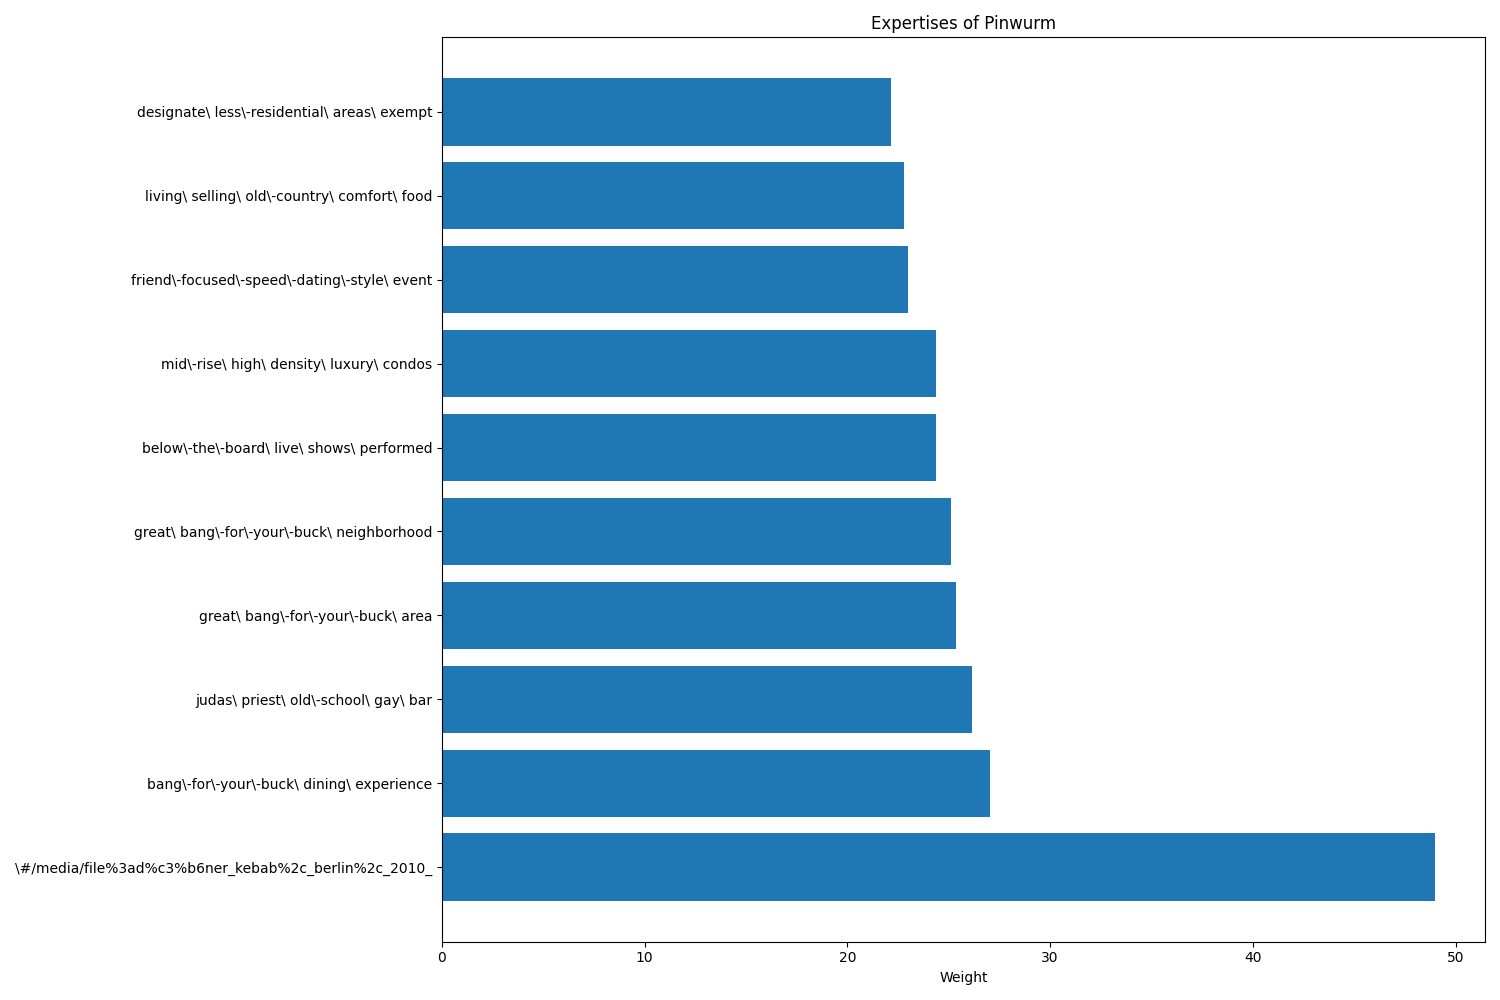 Expertises of Pinwurm
designate\ less\-residential\ areas\ exempt
living\ selling\ old\-country\ comfort\ food
friend\-focused\-speed\-dating\-style\ event
mid\-rise\ high\ density\ luxury\ condos
below\-the\-board\ live\ shows\ performed
great\ bang\-for\-your\-buck\ neighborhood
great\ bang\-for\-your\-buck\ area
judas\ priest\ old\-school\ gay\ bar
bang\-for\-your\-buck\ dining\ experience
\#/media/file%3ad%c3%b6ner_kebab%2c_berlin%2c_2010_
0 10 20 30 40 50
Weight